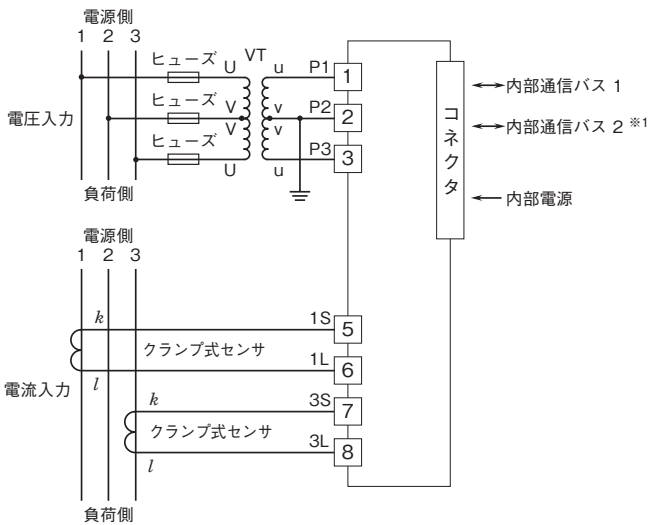 電源側
1 2 3
ヒューズ U VT u P1 1
ヒューズ V v P2 2
電圧入力
ヒューズ V v P3 3
U u
負荷側
コネクタ
内部通信バス 1
内部通信バス 2 ※1
内部電源
電源側
1 2 3
k 1S 5
クランプ式センサ
l 1L 6
電流入力
k 3S 7
クランプ式センサ
l 3L 8
負荷側